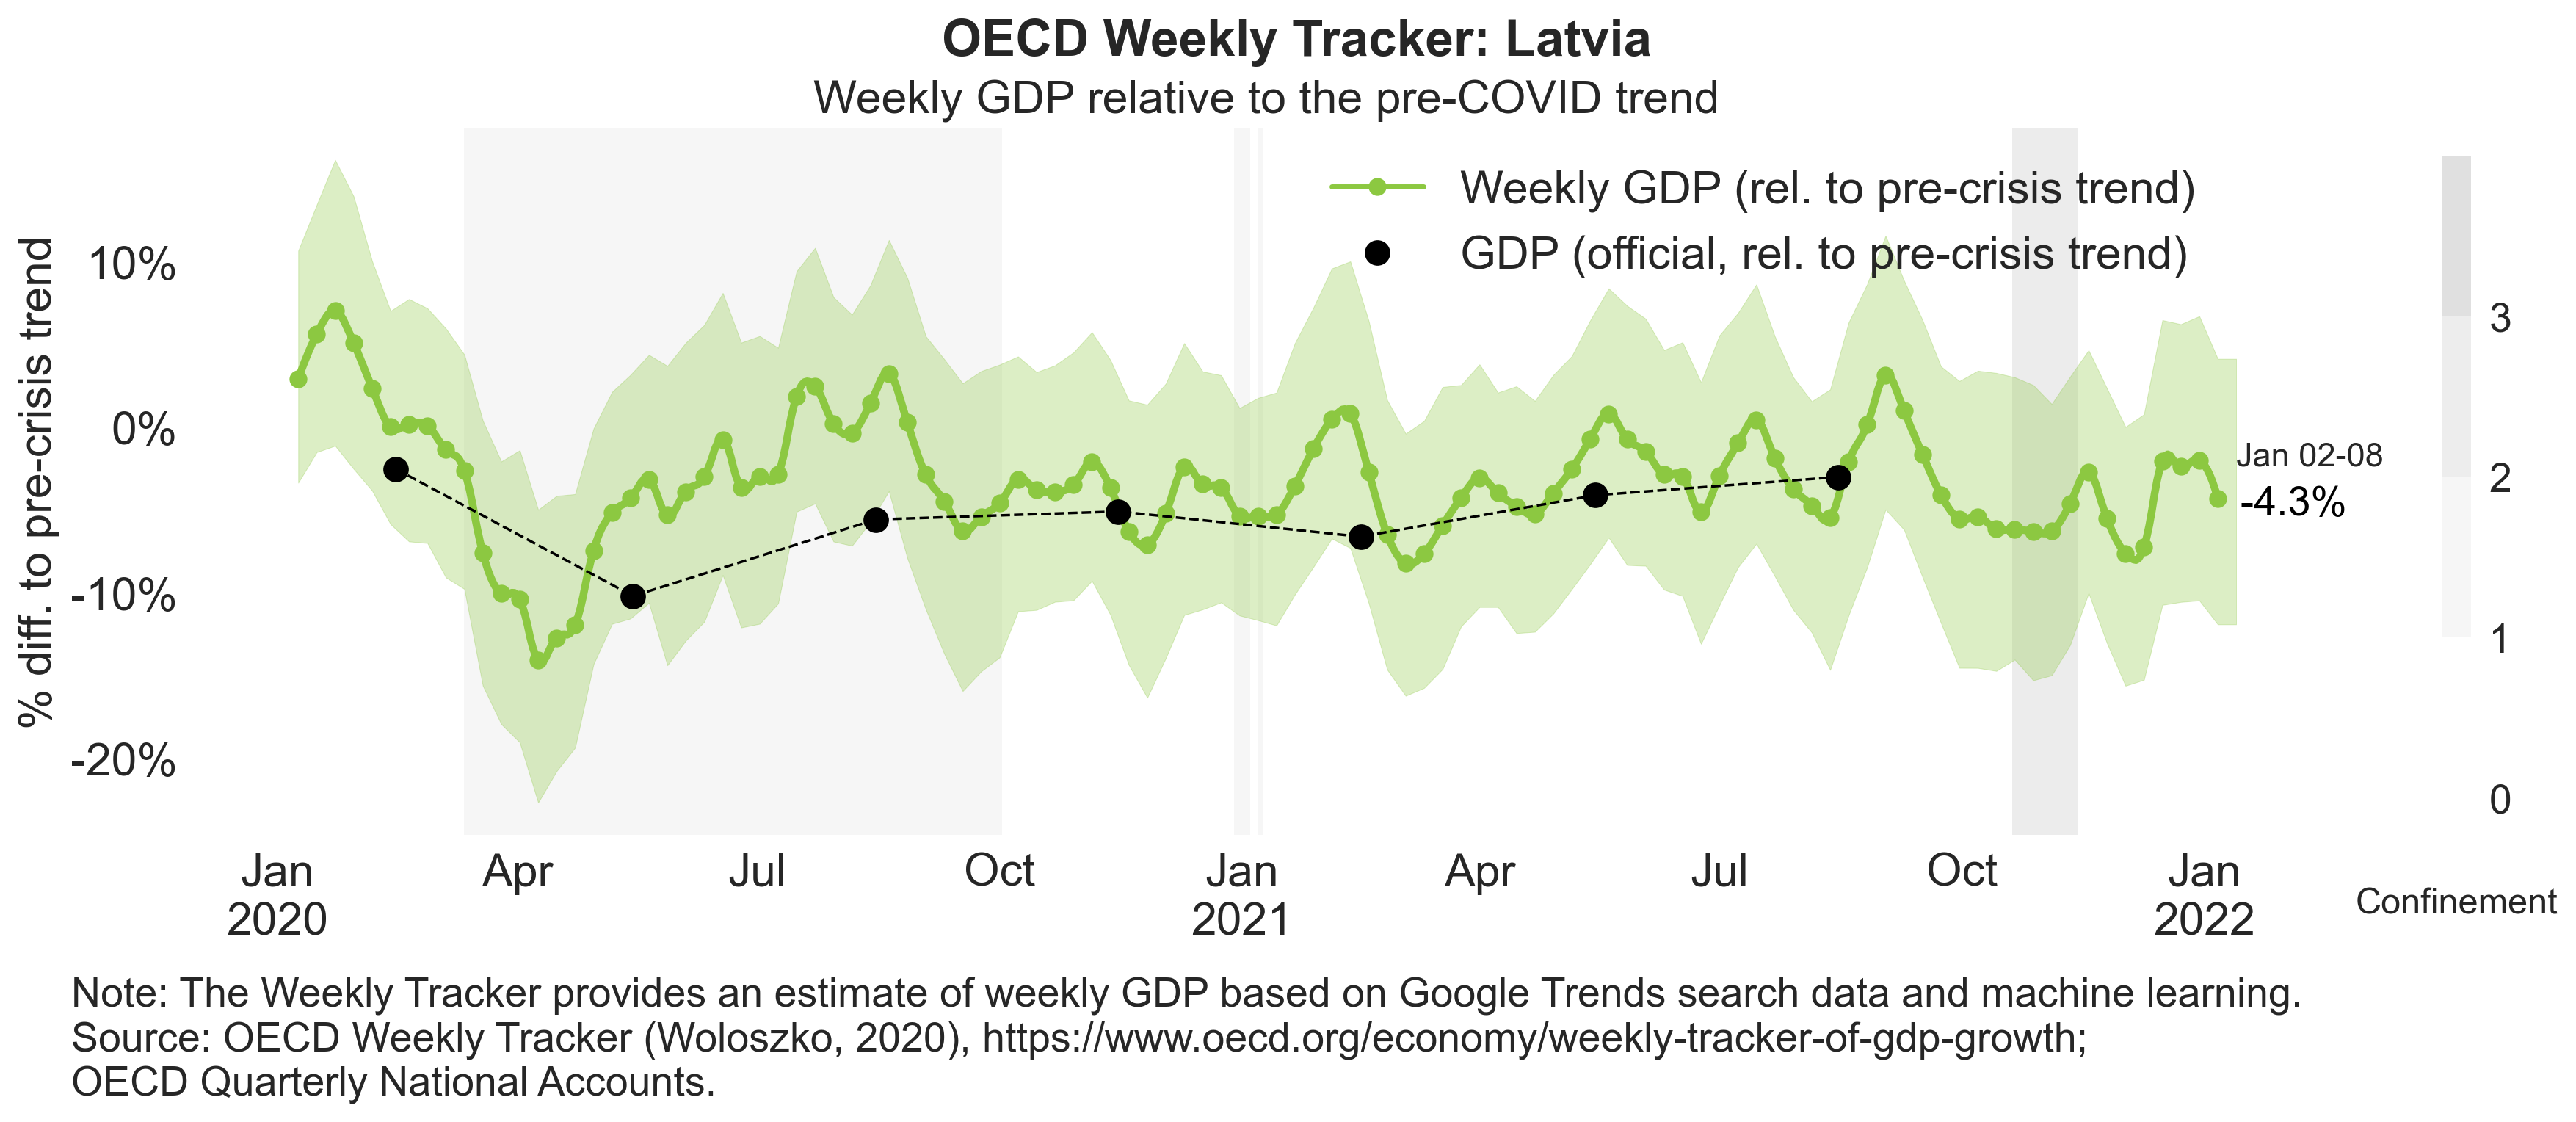 OECD Weekly Tracker: Latvia
Weekly GDP relative to the pre-COVID trend
Weekly GDP (rel. to pre-crisis trend)
GDP (official, rel. to pre-crisis trend)
% diff. to pre-crisis trend
10%
0%
-10%
-20%
Jan 02-08
-4.3%
3
2
1
0
Confinement
Jan Apr Jul Oct Jan Apr Jul Oct Jan
2020 2021 2022
Note: The Weekly Tracker provides an estimate of weekly GDP based on Google Trends search data and machine learning.
Source: OECD Weekly Tracker (Woloszko, 2020), https://www.oecd.org/economy/weekly-tracker-of-gdp-growth;
OECD Quarterly National Accounts.